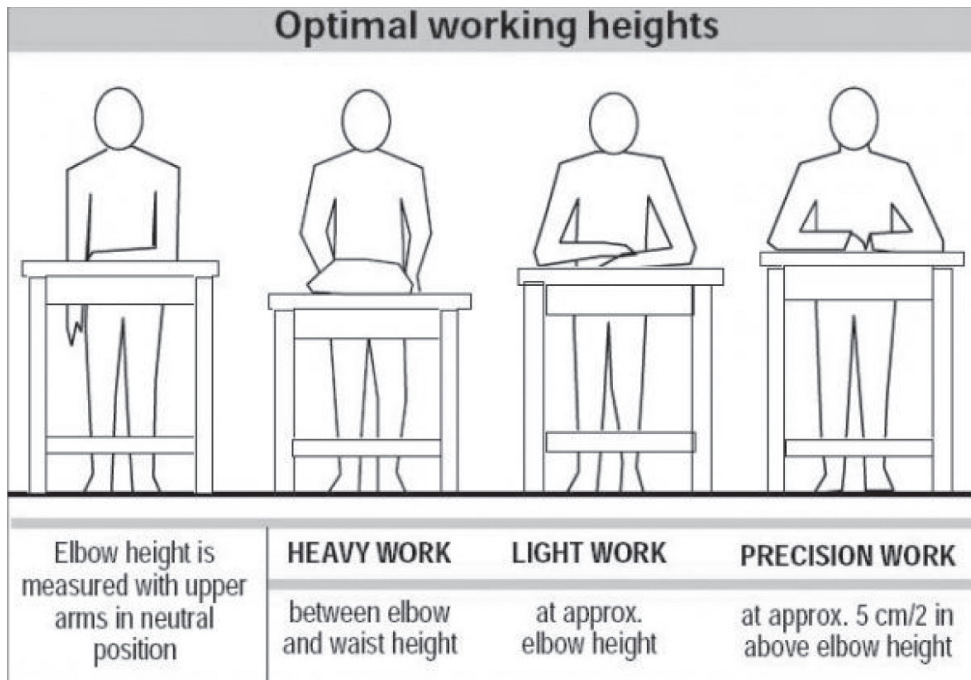 Optimal working heights
Elbow height is
measured with upper
arms in neutral
position
HEAVY WORK
between elbow
and waist height
LIGHT WORK
at approx.
elbow height
PRECISION WORK
at approx. 5 cm/2 in
above elbow height